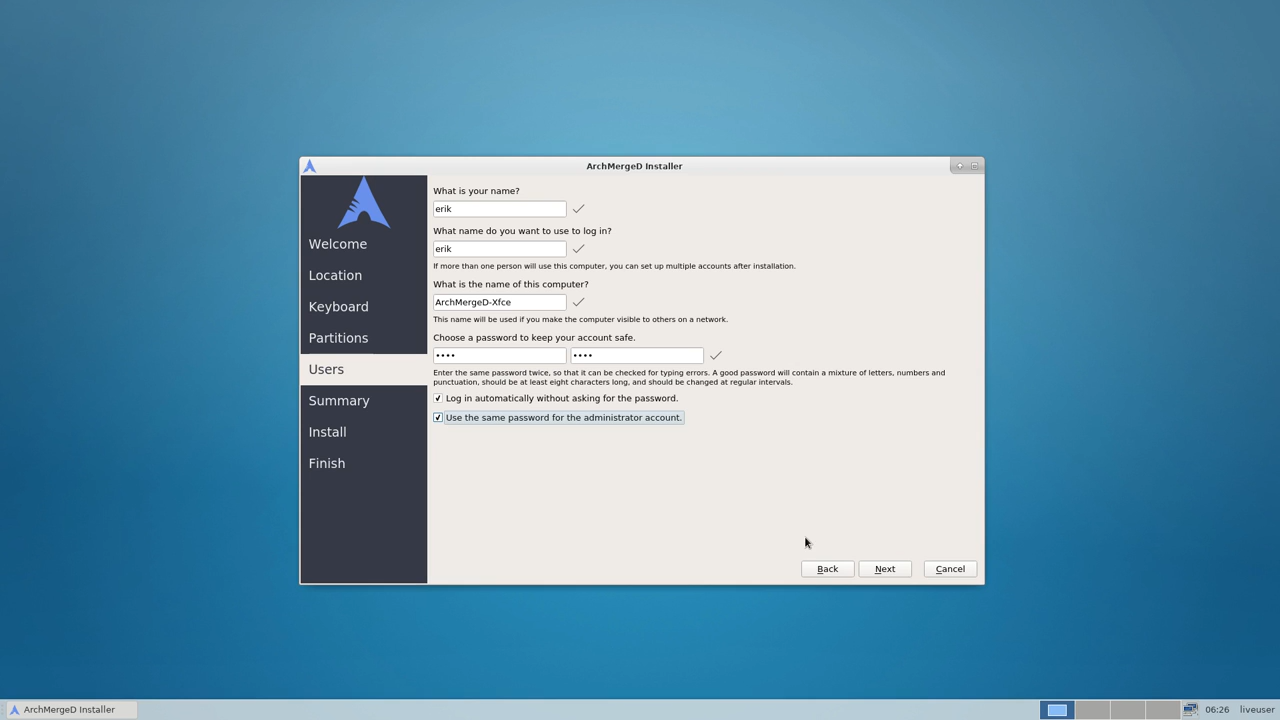 ArchMergeD Installer
Welcome
Location
Keyboard
Partitions
Users
Summary
Install
Finish
What is your name?
erik
What name do you want to use to log in?
erik
If more than one person will use this computer, you can set up multiple accounts after installation.
What is the name of this computer?
ArchMergeD-Xfce
This name will be used if you make the computer visible to others on a network.
Choose a password to keep your account safe.
•••• ••••
Enter the same password twice, so that it can be checked for typing errors. A good password will contain a mixture of letters, numbers and
punctuation, should be at least eight characters long, and should be changed at regular intervals.
Log in automatically without asking for the password.
Use the same password for the administrator account.
Back Next Cancel
ArchMergeD Installer 06:26 liveuser